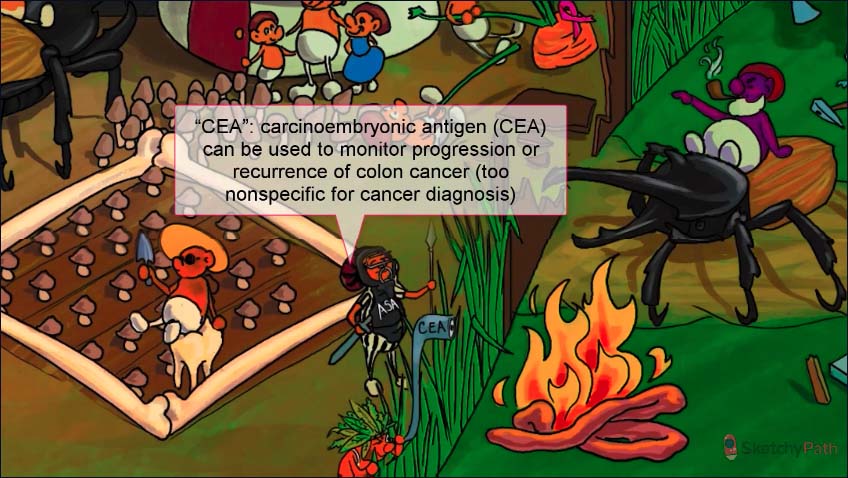 “CEA”: carcinoembryonic antigen (CEA)
can be used to monitor progression or
recurrence of colon cancer (too
nonspecific for cancer diagnosis)
ASA
CEA
SketchyPath